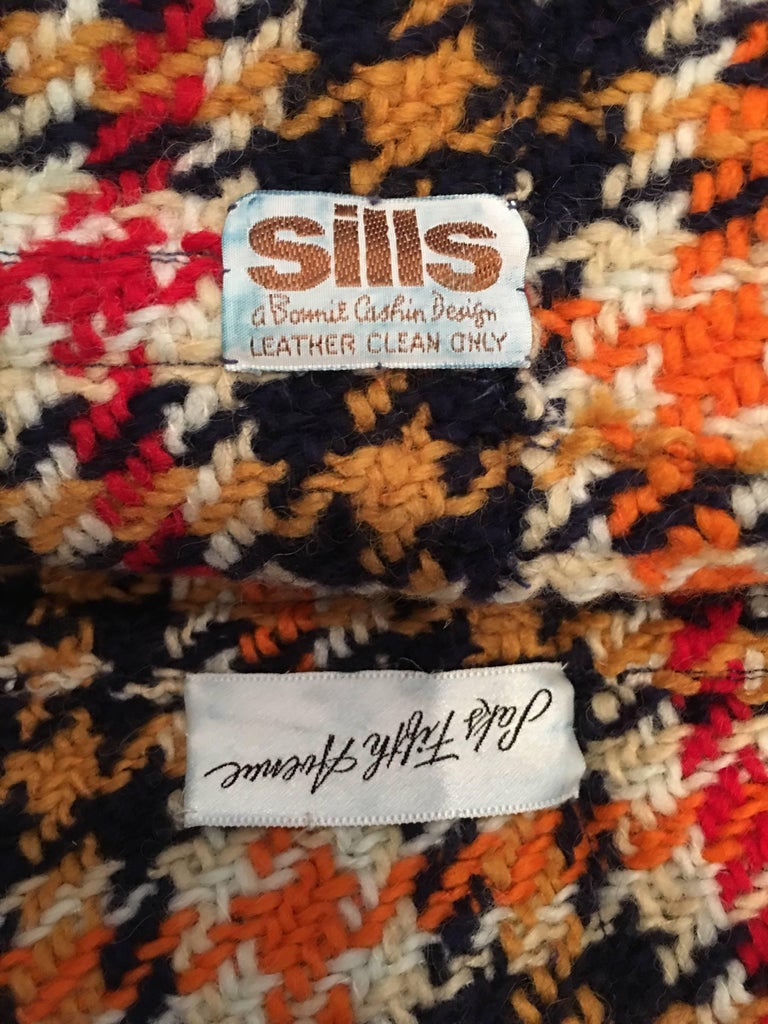 sills
a Bonnie Cashin Design
LEATHER CLEAN ONLY
Saks Fifth Avenue